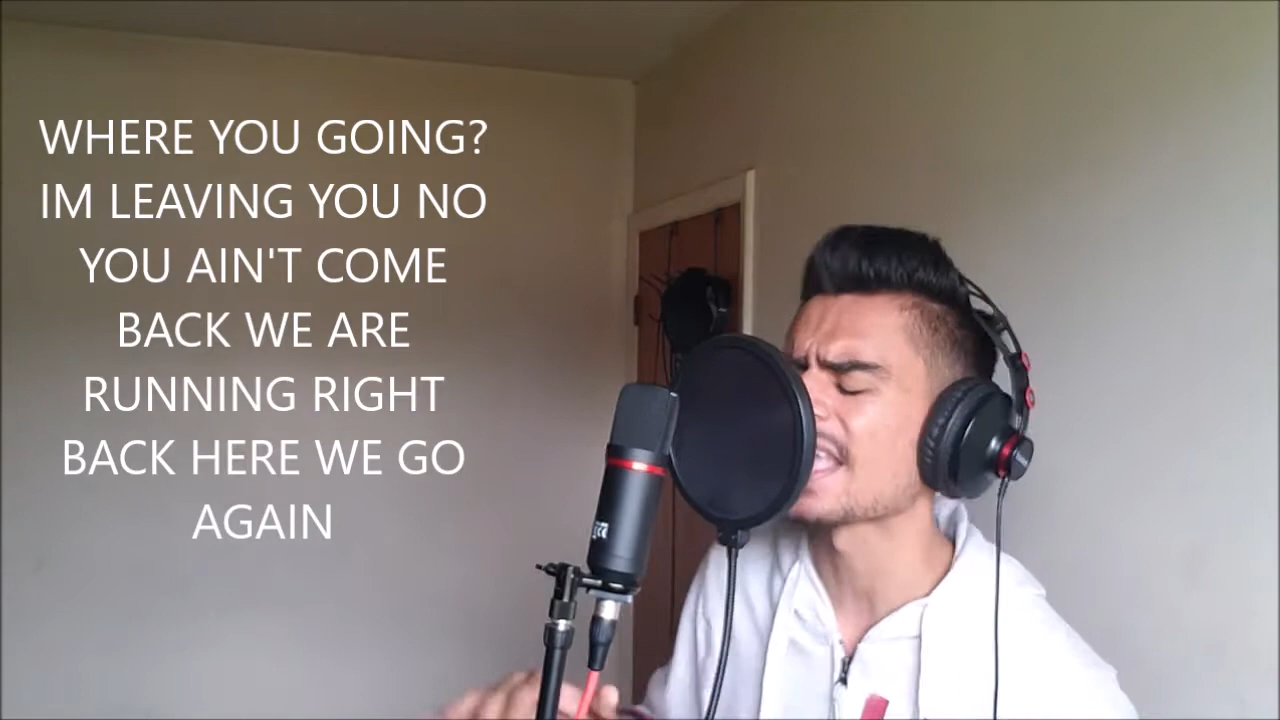 WHERE YOU GOING?
IM LEAVING YOU NO
YOU AIN'T COME
BACK WE ARE
RUNNING RIGHT
BACK HERE WE GO
AGAIN